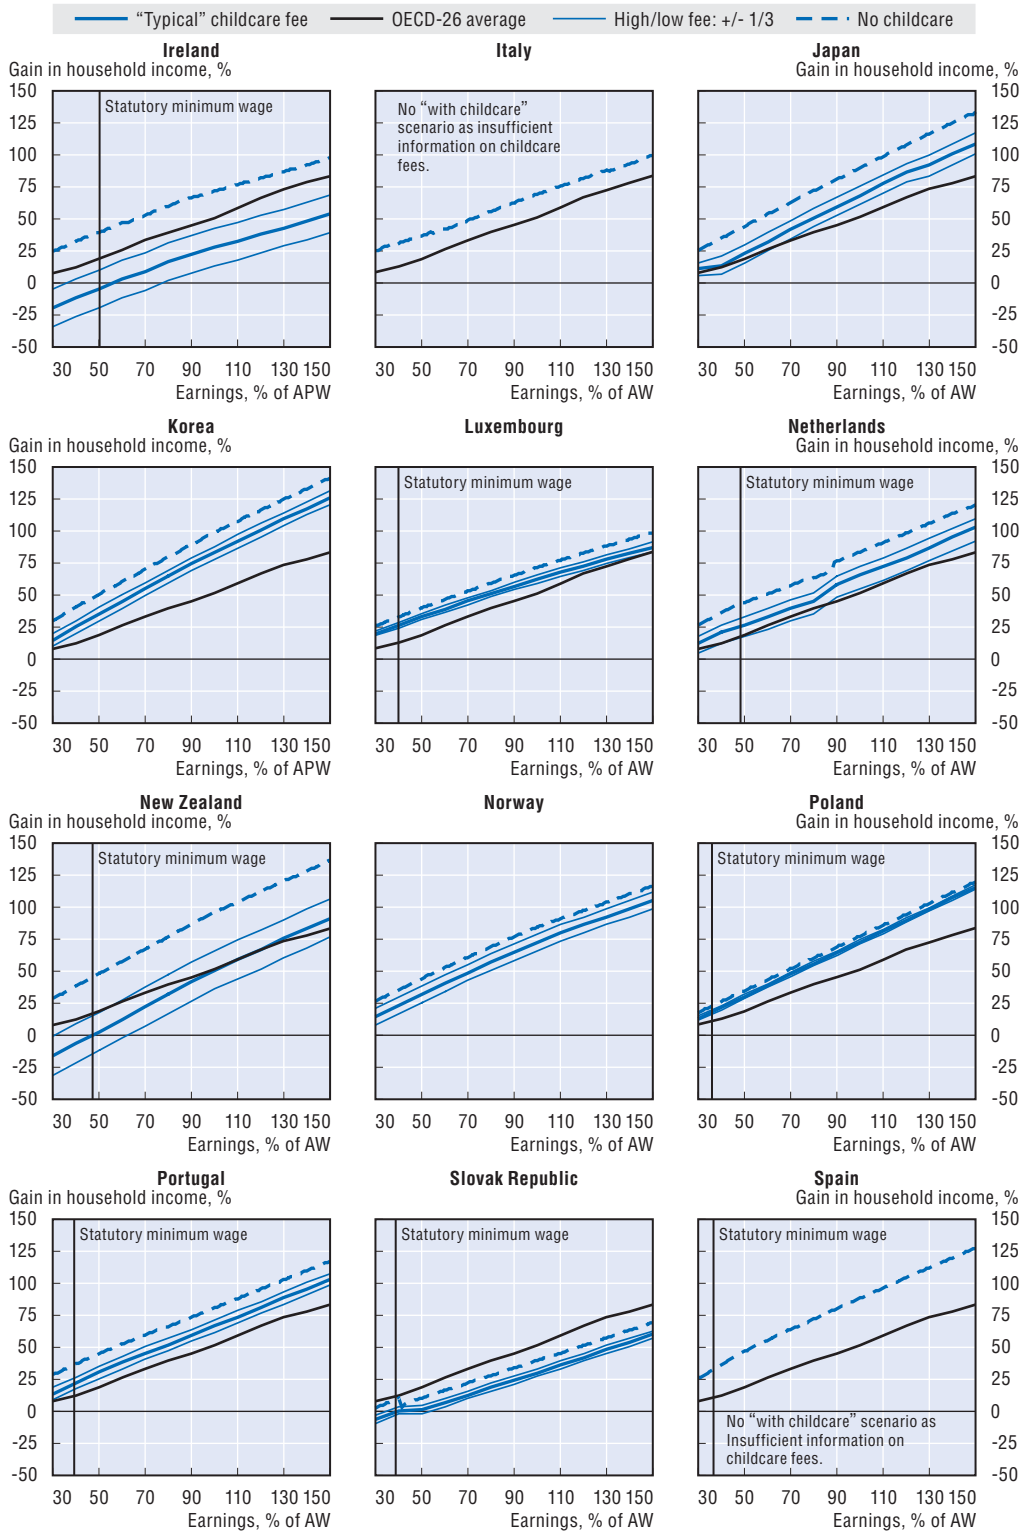 "Typical" childcare fee OECD-26 average High/low fee: +/- 1/3 No childcare
Ireland Italy Japan
Gain in household income, % Gain in household income, %
150 150
125 Statutory minimum wage No "with childcare" 125
scenario as insufficient
information on childcare
fees.
100 100
75 75
50 50
25 25
0 0
-25 -25
-50 -50
30 50 70 90 110 130 150 30 50 70 90 110 130 150 30 50 70 90 110 130 150
Earnings, % of APW Earnings, % of AW Earnings, % of AW
Korea Luxembourg Netherlands
Gain in household income, % Gain in household income, %
150 150
Statutory minimum wage Statutory minimum wage
125 125
100 100
75 75
50 50
25 25
0 0
-25 -25
-50 -50
30 50 70 90 110 130 150 30 50 70 90 110 130 150 30 50 70 90 110 130 150
Earnings, % of APW Earnings, % of AW Earnings, % of AW
New Zealand Norway Poland
Gain in household income, % Gain in household income, %
150 150
Statutory minimum wage Statutory minimum wage
125 125
100 100
75 75
50 50
25 25
0 0
-25 -25
-50 -50
30 50 70 90 110 130 150 30 50 70 90 110 130 150 30 50 70 90 110 130 150
Earnings, % of AW Earnings, % of AW Earnings, % of AW
Portugal Slovak Republic Spain
Gain in household income, % Gain in household income, %
150 150
Statutory minimum wage Statutory minimum wage Statutory minimum wage
125 125
100 100
75 75
50 50
25 25
0 0
No "with childcare" scenario as
Insufficient information on
childcare fees.
-25 -25
-50 -50
30 50 70 90 110 130 150 30 50 70 90 110 130 150 30 50 70 90 110 130 150
Earnings, % of AW Earnings, % of AW Earnings, % of AW